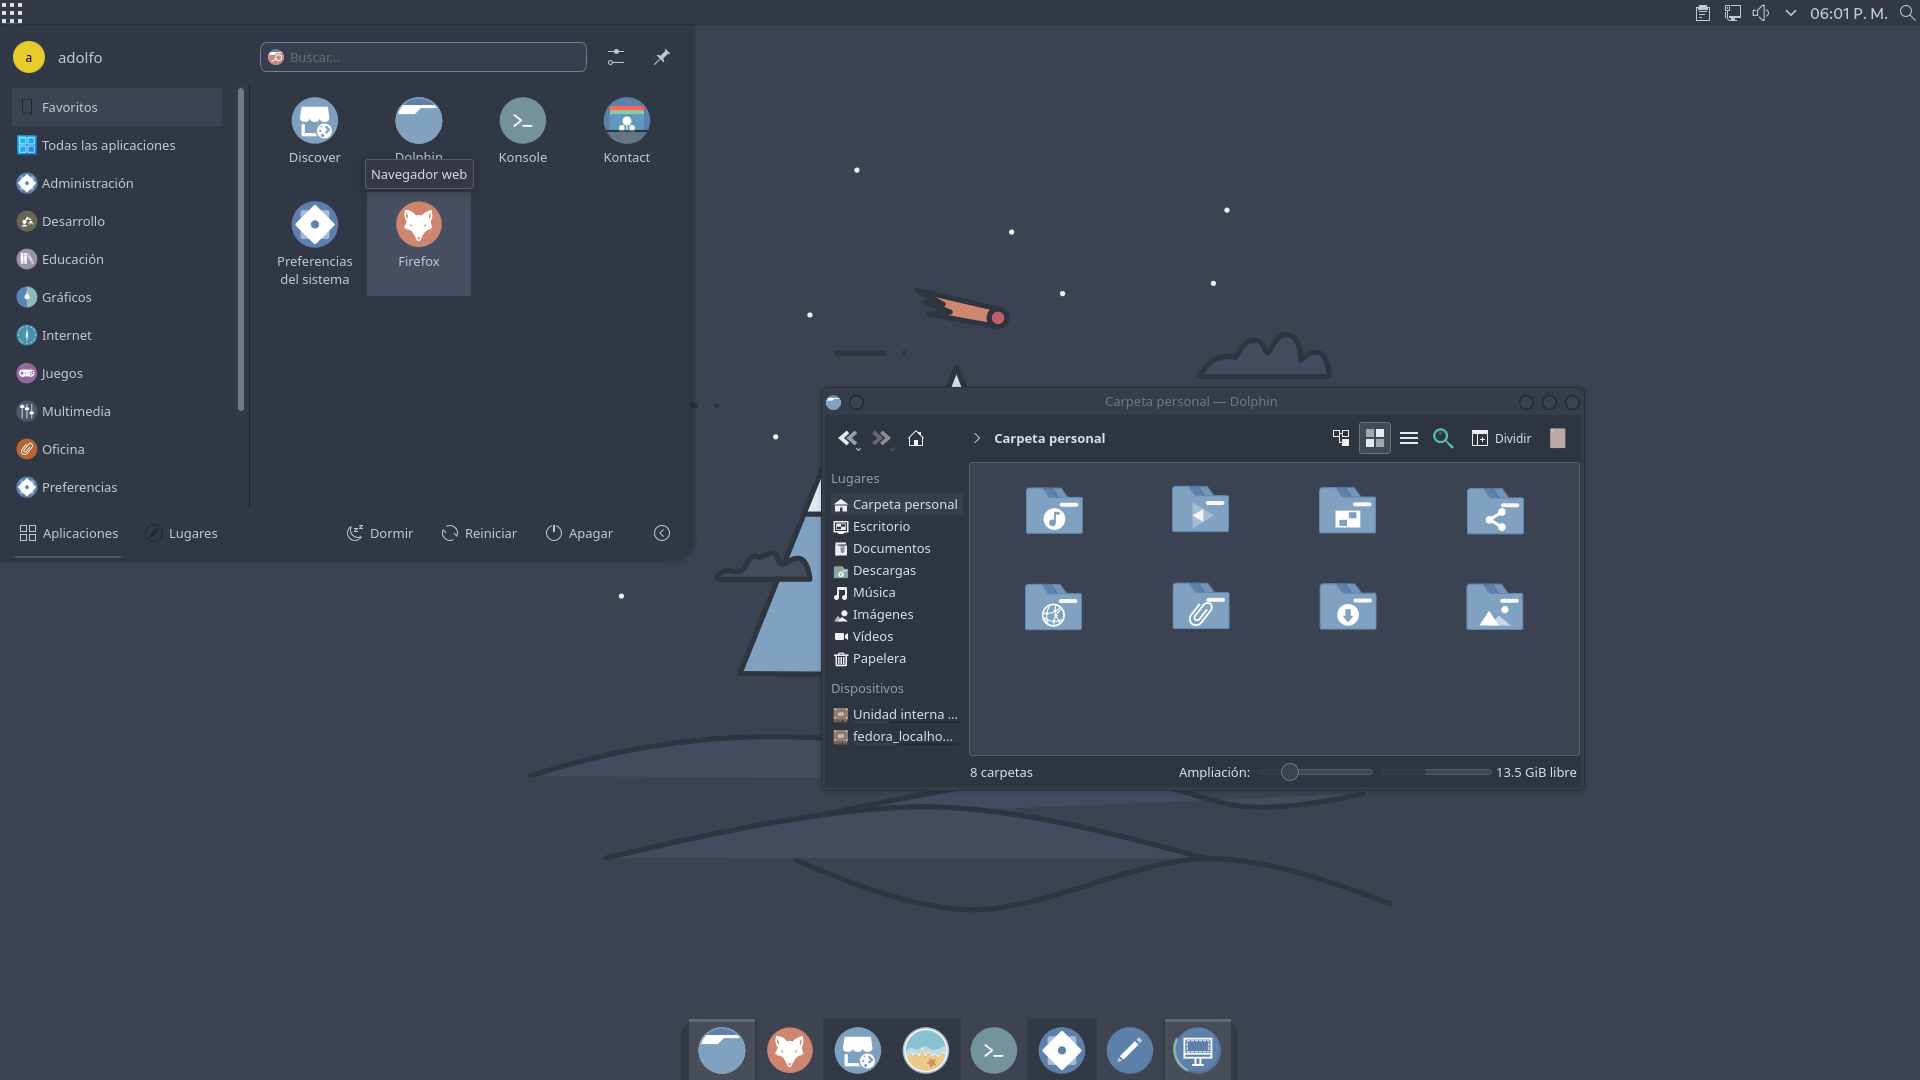 06:01 P. M.
a
adolfo
Buscar...
Favoritos
Todas las aplicaciones
Administración
Desarrollo
Educación
Gráficos
Internet
Juegos
Multimedia
Oficina
Preferencias
Discover
Dolphin
Konsole
Kontact
Navegador web
Preferencias
del sistema
Firefox
Aplicaciones
Lugares
Dormir
Reiniciar
Apagar
Carpeta personal — Dolphin
Carpeta personal
Dividir
Lugares
Carpeta personal
Escritorio
Documentos
Descargas
Música
Imágenes
Vídeos
Papelera
Dispositivos
Unidad interna ...
fedora_localho...
8 carpetas
Ampliación:
13.5 GiB libre